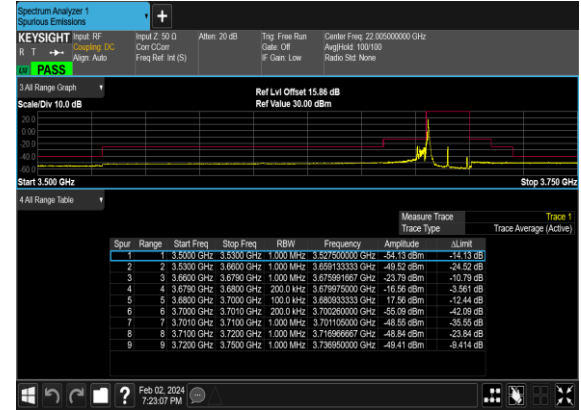 Spectrum Analyzer 1
Spurious Emissions
KEYSIGHT Input: RF Input Z: 50 Ω Atten: 20 dB Trig: Free Run Center Freq: 22.005000000 GHz
R T Coupling: DC Corr CCorr Gate: Off Avg|Hold: 100/100
Align: Auto Freq Ref: Int (S) IF Gain: Low Radio Std: None
PASS
3 All Range Graph
Ref Lvl Offset 15.86 dB
Scale/Div 10.0 dB Ref Value 30.00 dBm
20.0
0.00
-20.0
-40.0
-60.0
Start 3.500 GHz Stop 3.750 GHz
4 All Range Table
Measure Trace Trace 1
Trace Type Trace Average (Active)
Spur Range Start Freq Stop Freq RBW Frequency Amplitude ΔLimit
1 1 3.5000 GHz 3.5300 GHz 1.000 MHz 3.527500000 GHz -54.13 dBm -14.13 dB
2 2 3.5300 GHz 3.6600 GHz 1.000 MHz 3.659133333 GHz -49.52 dBm -24.52 dB
3 3 3.6600 GHz 3.6790 GHz 1.000 MHz 3.675991667 GHz -23.79 dBm -10.79 dB
4 4 3.6790 GHz 3.6800 GHz 200.0 kHz 3.679975000 GHz -16.56 dBm -3.561 dB
5 5 3.6800 GHz 3.7000 GHz 100.0 kHz 3.680933333 GHz 17.56 dBm -12.44 dB
6 6 3.7000 GHz 3.7010 GHz 200.0 kHz 3.700260000 GHz -55.09 dBm -42.09 dB
7 7 3.7010 GHz 3.7100 GHz 1.000 MHz 3.701105000 GHz -48.55 dBm -35.55 dB
8 8 3.7100 GHz 3.7200 GHz 1.000 MHz 3.716966667 GHz -48.84 dBm -23.84 dB
9 9 3.7200 GHz 3.7500 GHz 1.000 MHz 3.736950000 GHz -49.41 dBm -9.414 dB
Feb 02, 2024
7:23:07 PM